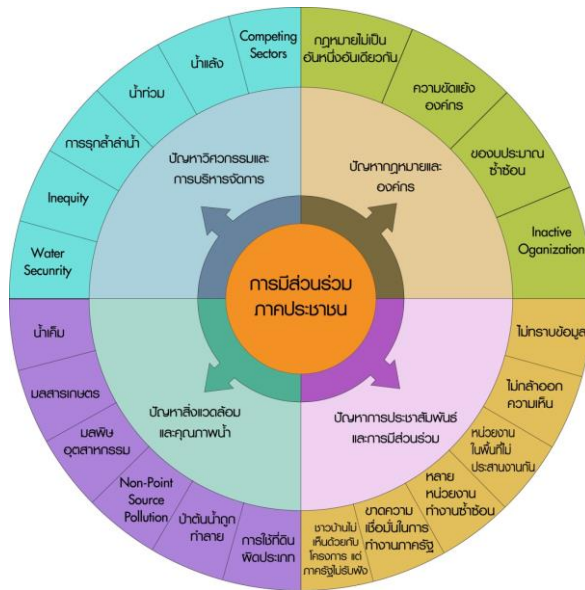 Competing
Sectors
น้ำแล้ง
น้ำท่วม
การรุกล้ำลำน้ำ
Inequity
Water
Secunrity
กฎหมายไม่เป็น
อันหนึ่งอันเดียวกัน
ความขัดแย้ง
องค์กร
ของบประมาณ
ซ้ำซ้อน
Inactive
Oganization
ปัญหาวิศวกรรมและ
การบริหารจัดการ
ปัญหากฎหมายและ
องค์กร
การมีส่วนร่วม
ภาคประชาชน
ปัญหาสิ่งแวดล้อม
และคุณภาพน้ำ
ปัญหาการประชาสัมพันธ์
และการมีส่วนร่วม
น้ำเค็ม
มลสารเกษตร
มลพิษ
อุตสาหกรรม
Non-Point
Source
Pollution
ป่าต้นน้ำถูก
ทำลาย
การใช้ที่ดิน
ผิดประเภท
ไม่ทราบข้อมูล
ไม่กล้าออก
ความเห็น
หน่วยงาน
ในพื้นที่ไม่
ประสานงานกัน
หลาย
หน่วยงาน
ทำงานซ้ำซ้อน
ขาดความ
เชื่อมั่นในการ
ทำงานภาครัฐ
ชาวบ้านไม่
เห็นด้วยกับ
โครงการ แต่
ภาครัฐไม่รับฟัง